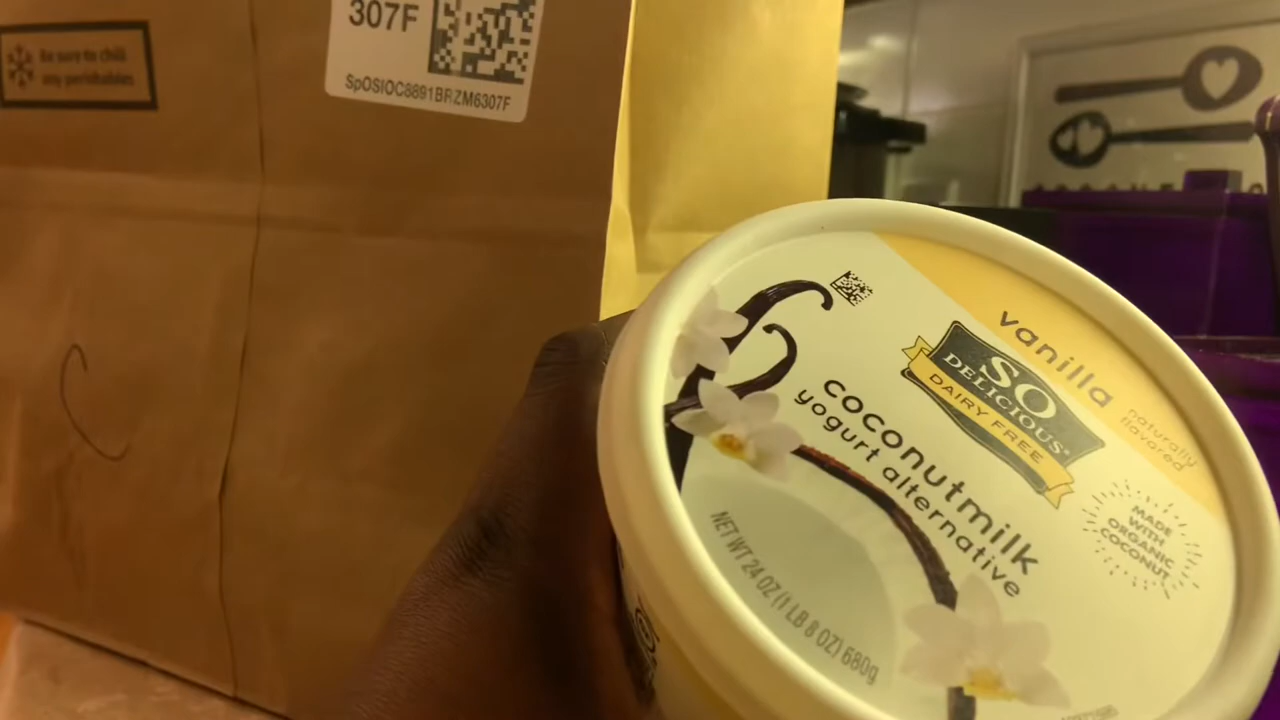 307F
SpOSIOC8891BRZM6307F
Be sure to chill
any perishables
vanilla
naturally
flavored
SO
DELICIOUS®
DAIRY FREE
coconutmilk
yogurt alternative
MADE
WITH
ORGANIC
COCONUT
NET WT 24 OZ (1 LB 8 OZ) 680g